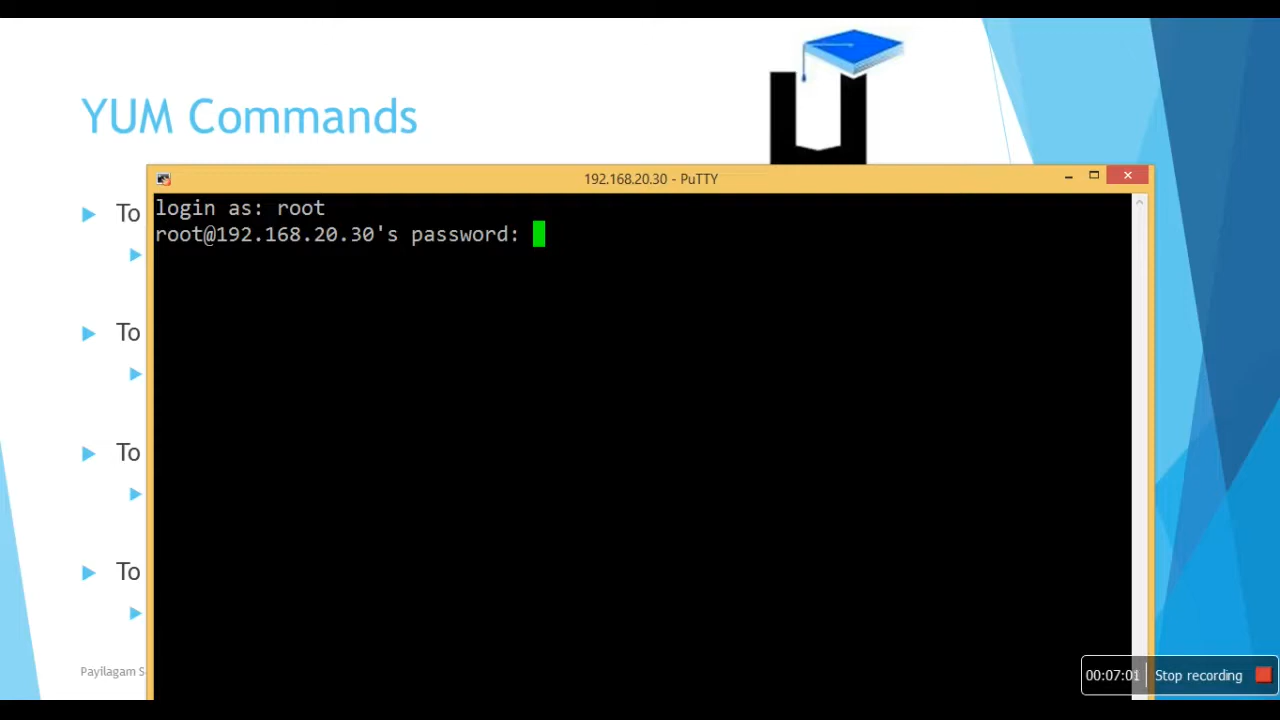 YUM Commands
192.168.20.30 - PuTTY
login as: root
root@192.168.20.30's password:
To
To
To
To
Payilagam S
00:07:01 Stop recording